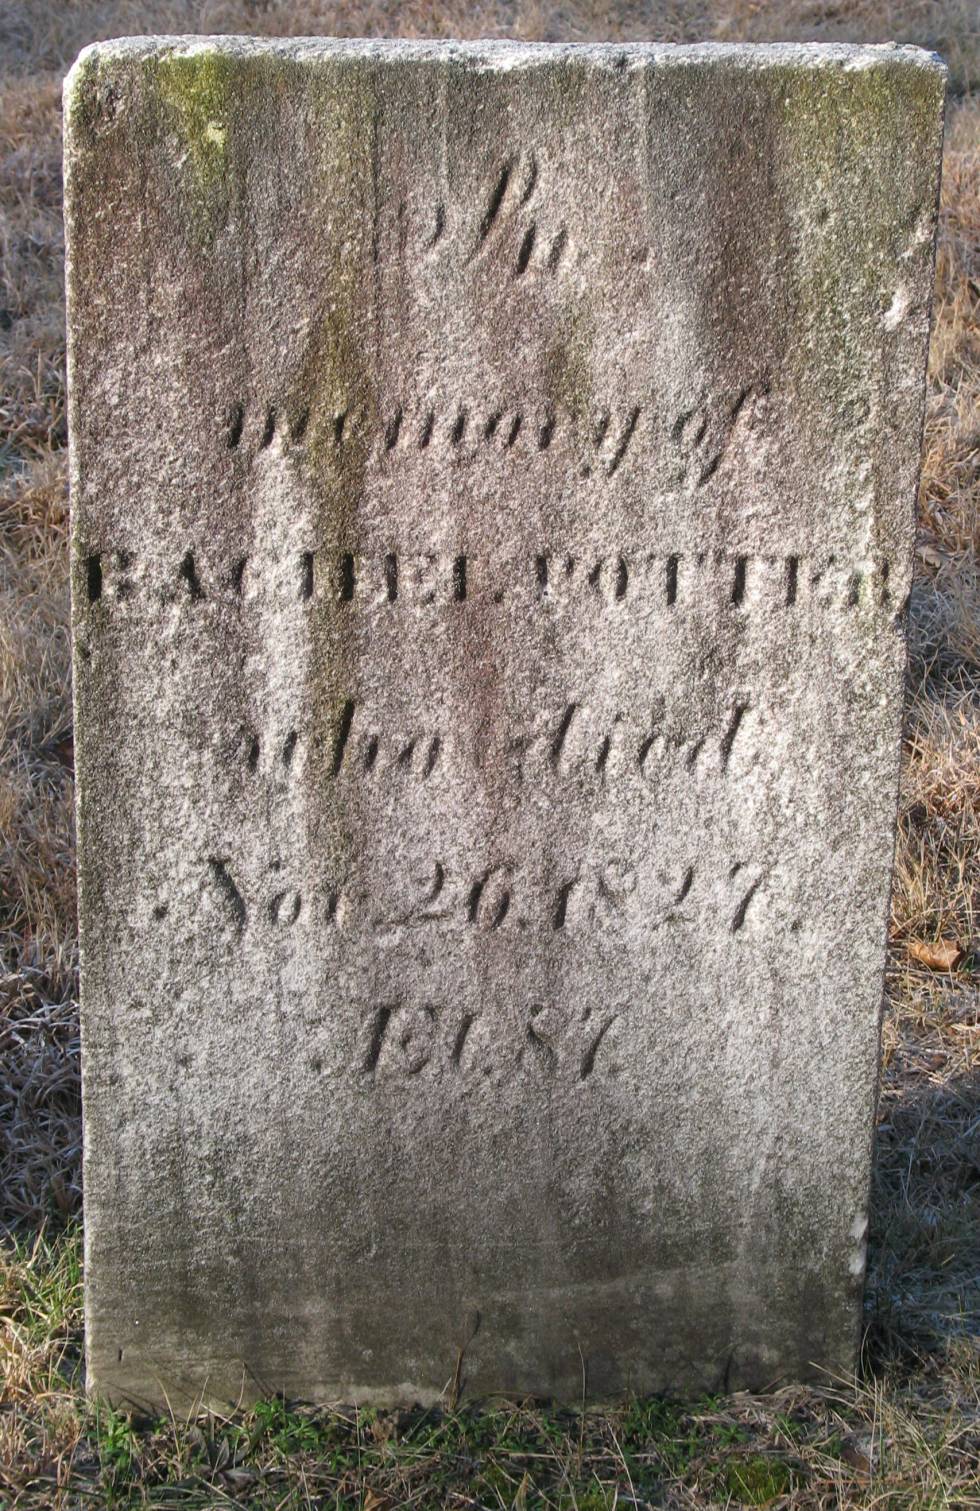 In
memory of
RACHEL POTTER
who died
Nov. 26. 1827.
Æt. 87.